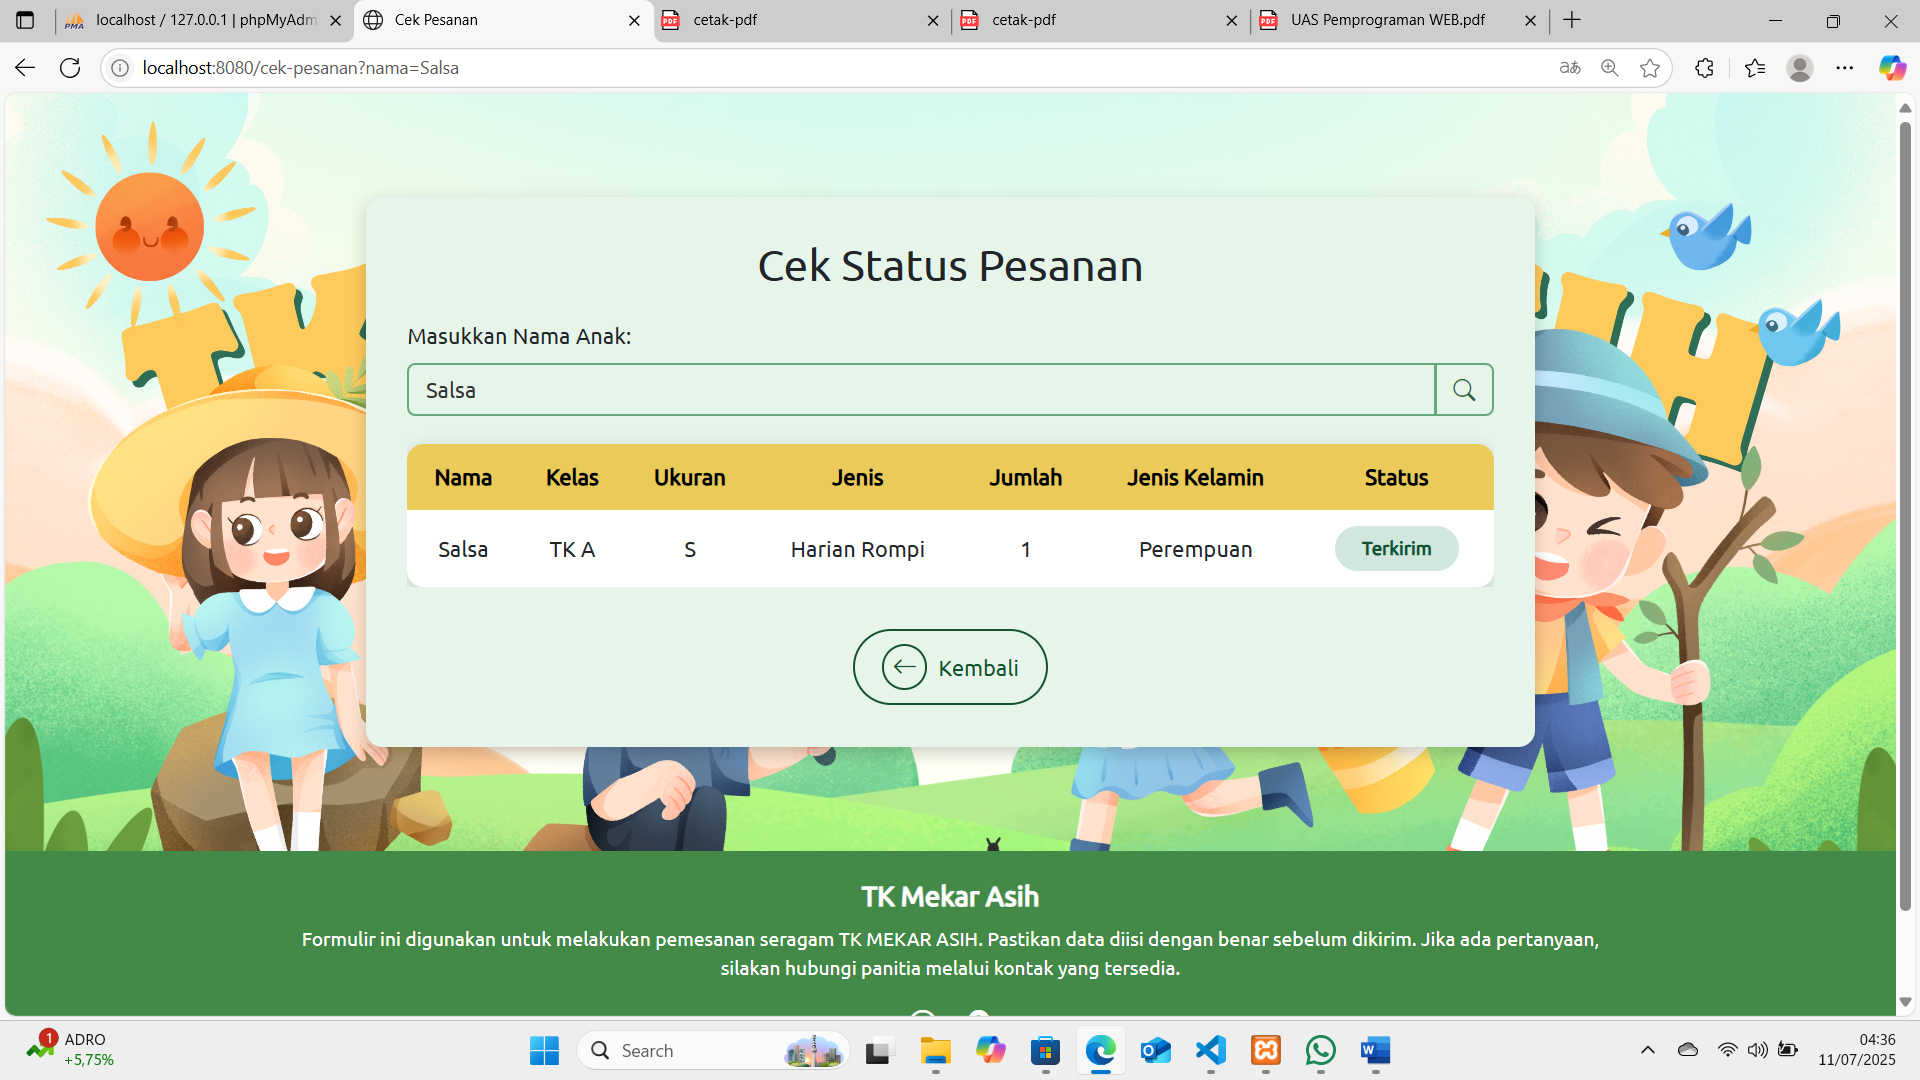 localhost / 127.0.0.1 | phpMyAdm
Cek Pesanan
cetak-pdf
cetak-pdf
UAS Pemprograman WEB.pdf
localhost:8080/cek-pesanan?nama=Salsa
Cek Status Pesanan
Masukkan Nama Anak:
Salsa
Nama Kelas Ukuran Jenis Jumlah Jenis Kelamin Status
Salsa TK A S Harian Rompi 1 Perempuan Terkirim
Kembali
TK Mekar Asih
Formulir ini digunakan untuk melakukan pemesanan seragam TK MEKAR ASIH. Pastikan data diisi dengan benar sebelum dikirim. Jika ada pertanyaan,
silakan hubungi panitia melalui kontak yang tersedia.
1
ADRO
+5,75%
Search
04:36
11/07/2025